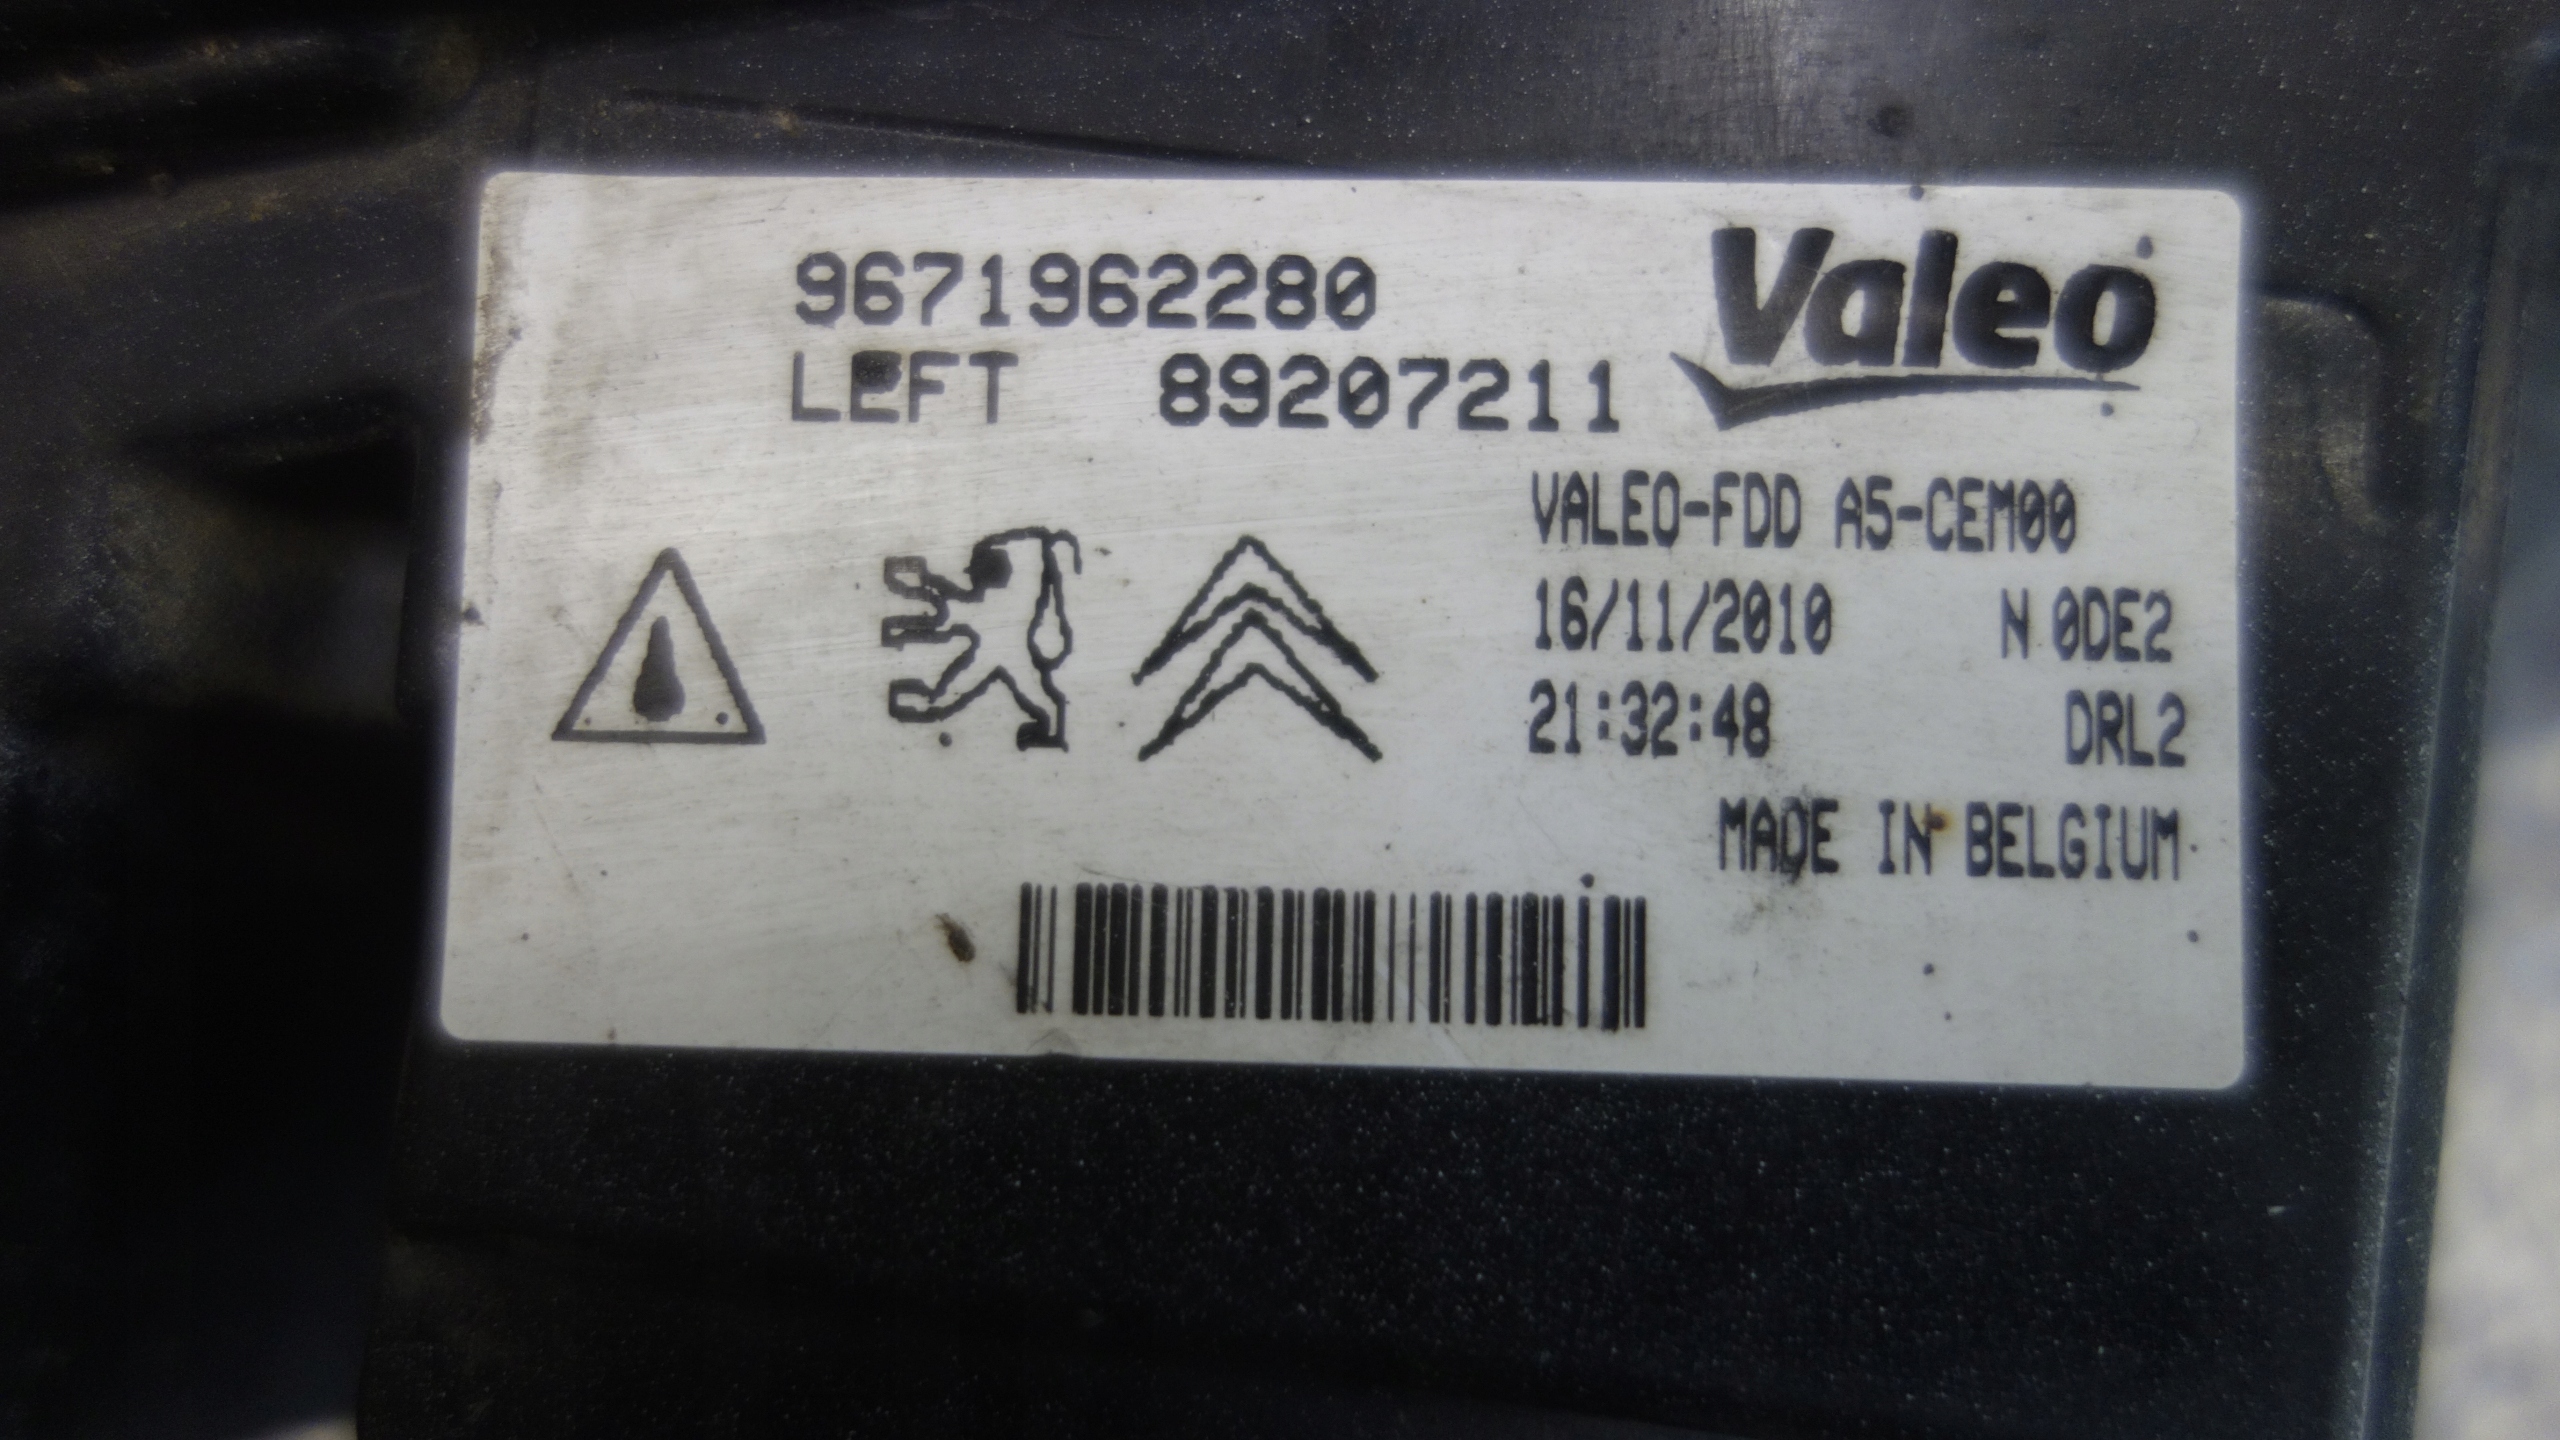 9671962280
Valeo
LEFT 89207211
VALEO-FDD A5-CEM00
16/11/2010 N 0DE2
21:32:48 DRL2
MADE IN BELGIUM